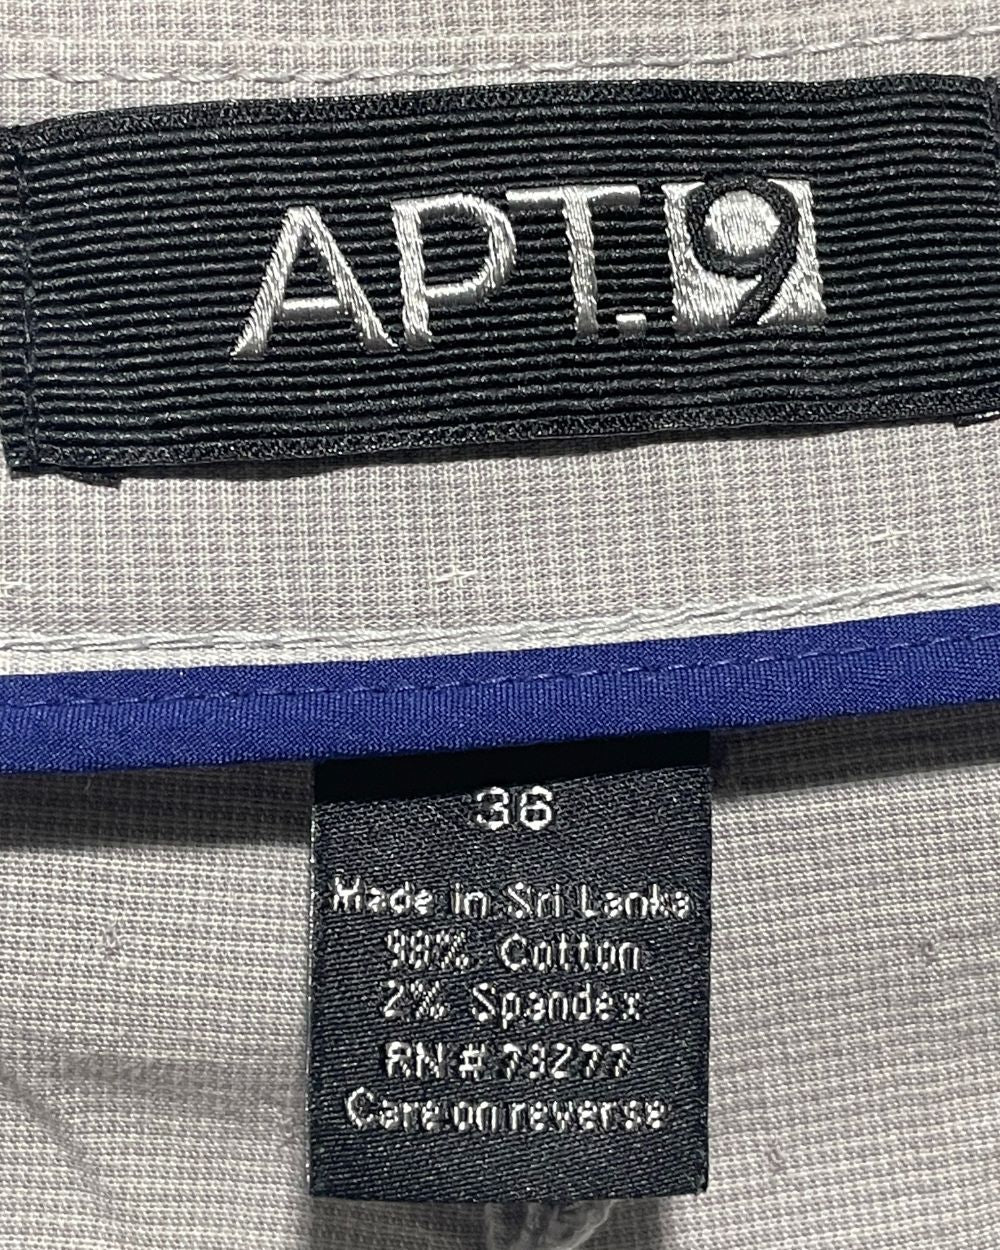 APT.9
36
Made in Sri Lanka
98% Cotton
2% Spandex
RN#73277
Care on reverse